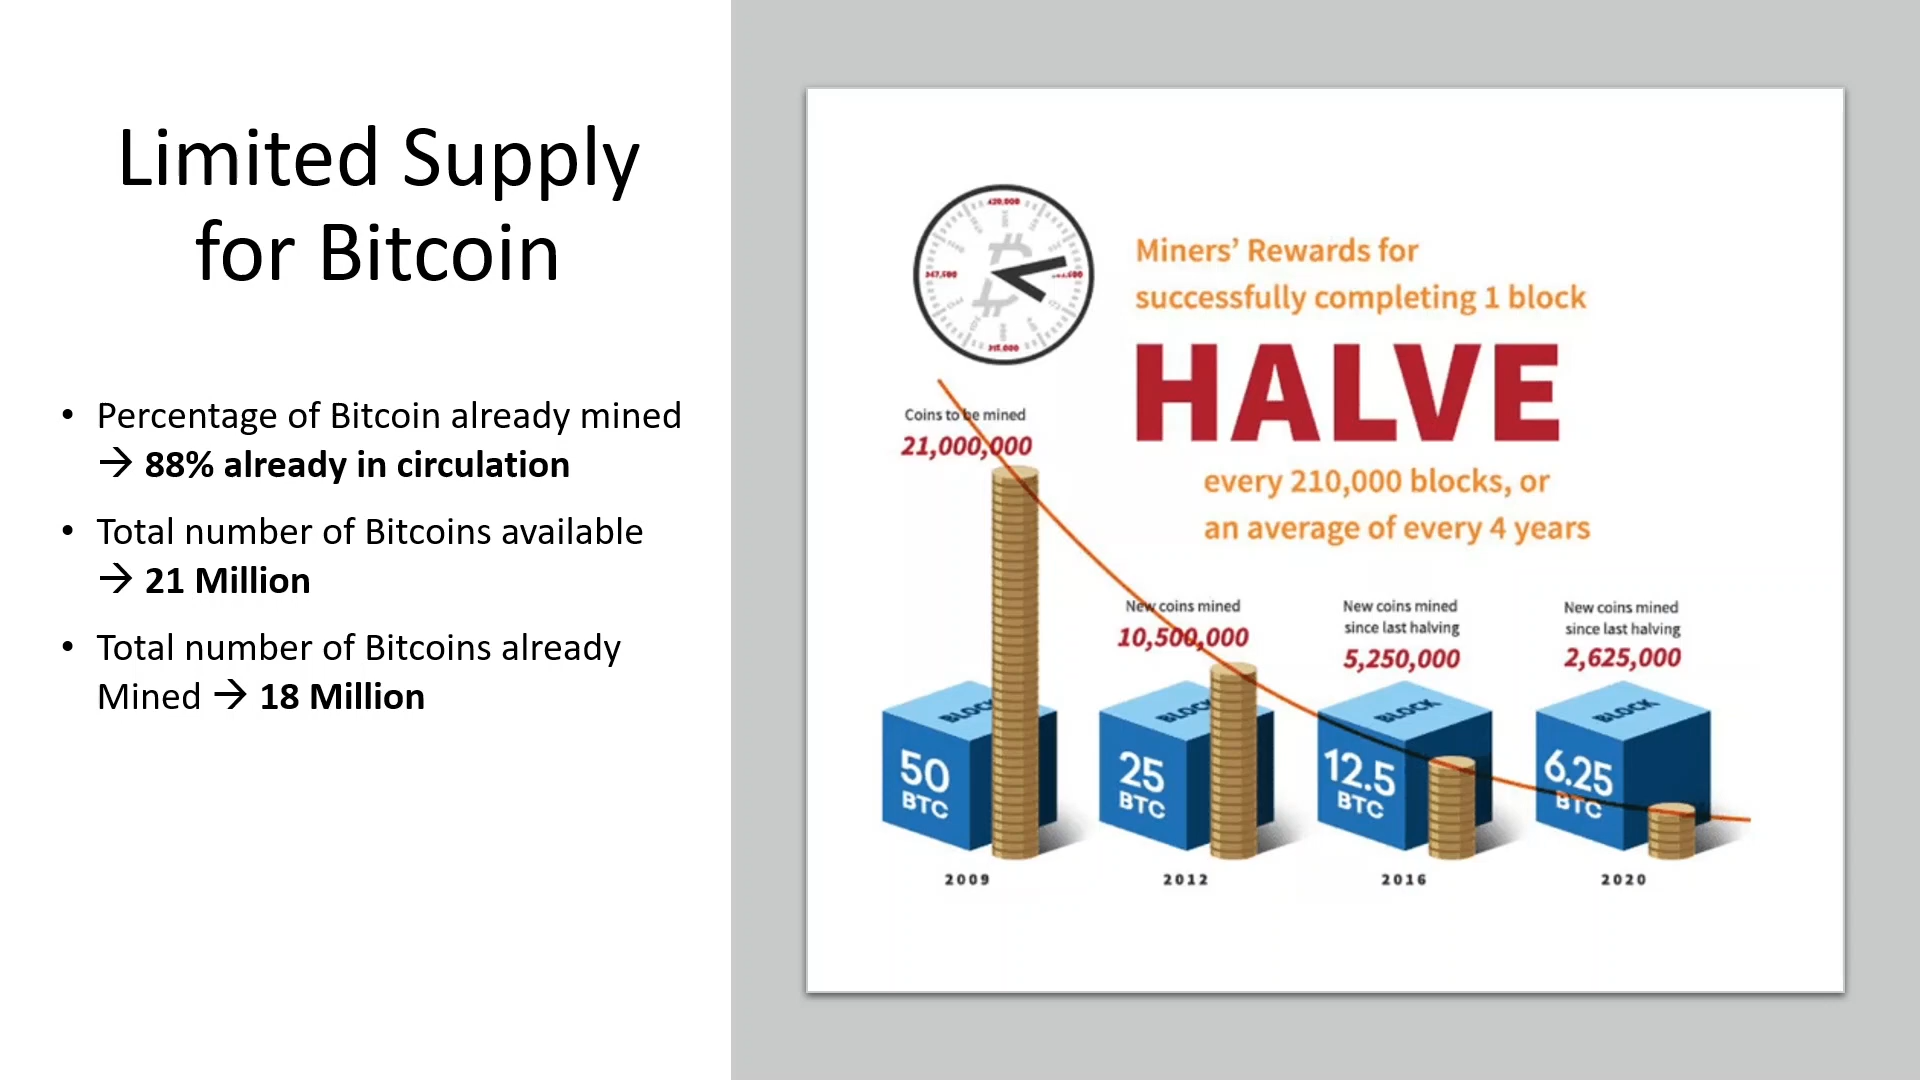 Limited Supply
for Bitcoin
• Percentage of Bitcoin already mined
→ 88% already in circulation
• Total number of Bitcoins available
→ 21 Million
• Total number of Bitcoins already
Mined → 18 Million
Miners’ Rewards for
successfully completing 1 block
HALVE
every 210,000 blocks, or
an average of every 4 years
Coins to be mined
21,000,000
New coins mined
10,500,000
New coins mined
since last halving
5,250,000
New coins mined
since last halving
2,625,000
BLOCK
50
BTC
2009
BLOCK
25
BTC
2012
BLOCK
12.5
BTC
2016
BLOCK
6.25
BTC
2020